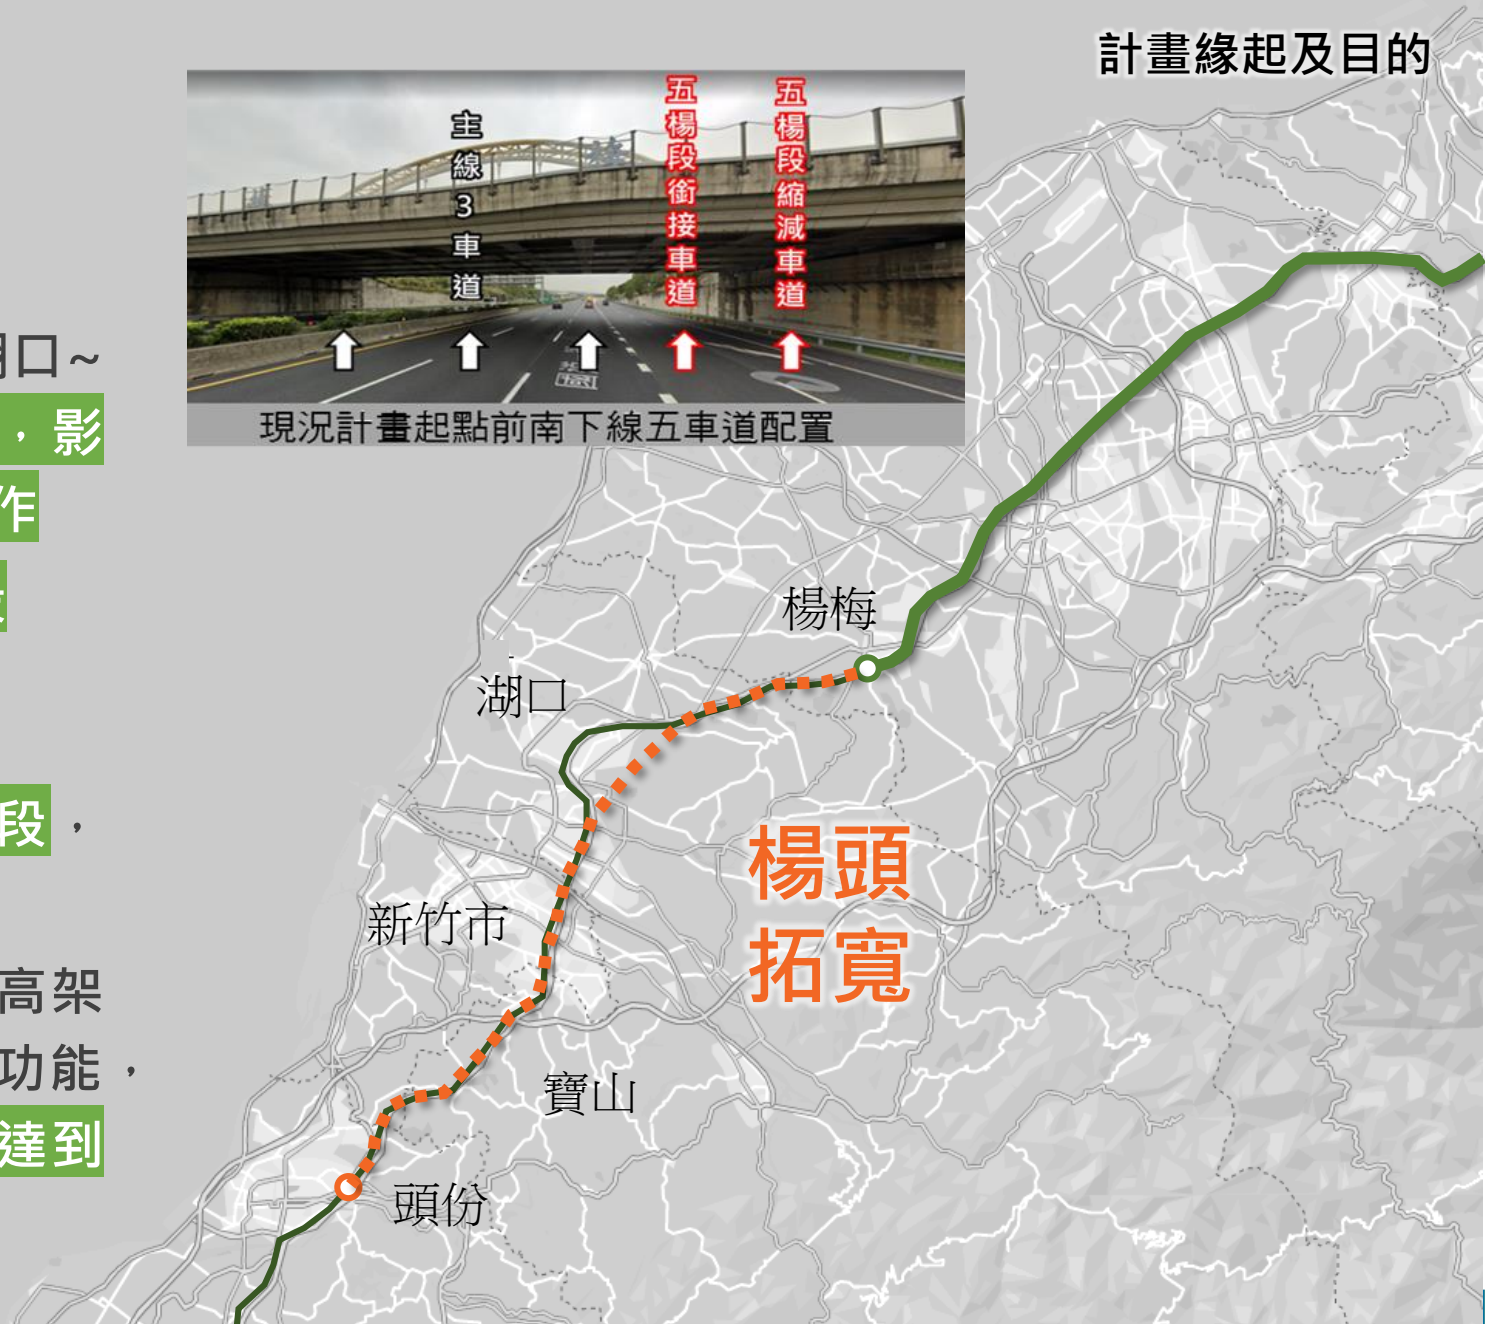 計畫緣起及目的
主線3車道
五楊段銜接車道
五楊段縮減車道
現況計畫起點前南下線五車道配置
口~
，影
作
段，
高架
功能，
達到
楊梅
湖口
楊頭
拓寬
新竹市
寶山
頭份